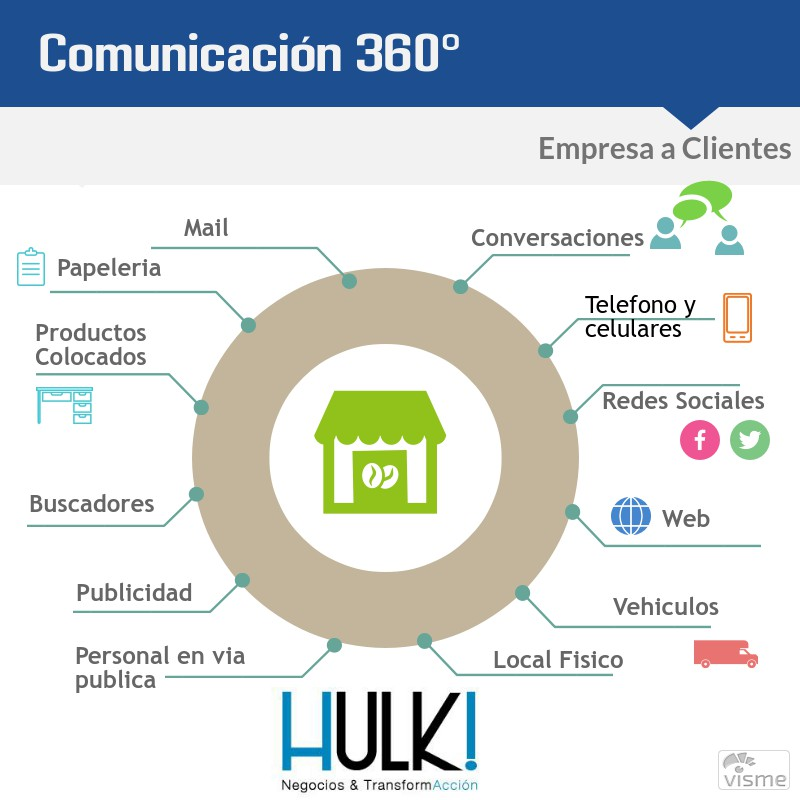 Comunicación 360°
Empresa a Clientes
Mail
Conversaciones
Papeleria
Telefono y
celulares
Productos
Colocados
Redes Sociales
Buscadores
Web
Publicidad
Vehiculos
Personal en via
publica
Local Fisico
HULK!
Negocios & TransformAcción
visme